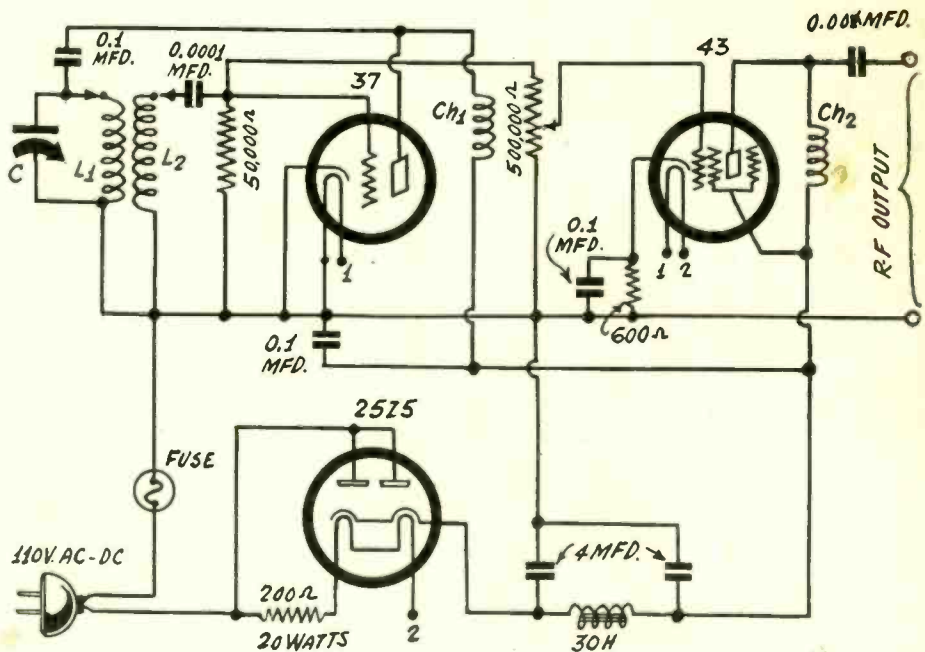 0.1
MFD.
0.0001
MFD.
37
43
MFD.
C
L1
L2
50,000Ω
Ch1
500,000Ω
Ch2
R-F OUTPUT
1
0.1
MFD.
1 2
600Ω
0.1
MFD.
25Z5
FUSE
110V. AC-DC
200Ω
20 WATTS
2
4 MFD.
30H